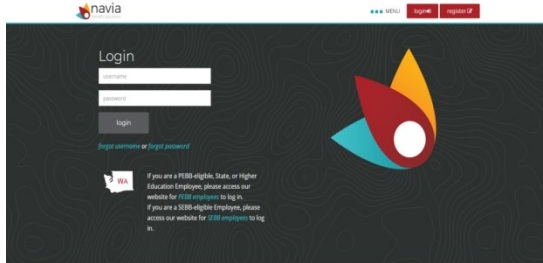 navia
MENU login register
Login
username
password
login
forgot username or forgot password
WA
If you are a PEBB-eligible, State, or Higher
Education Employee, please access our
website for PEBB employees to log in.
If you are a SEBB-eligible Employee, please
access our website for SEBB employees to log
in.